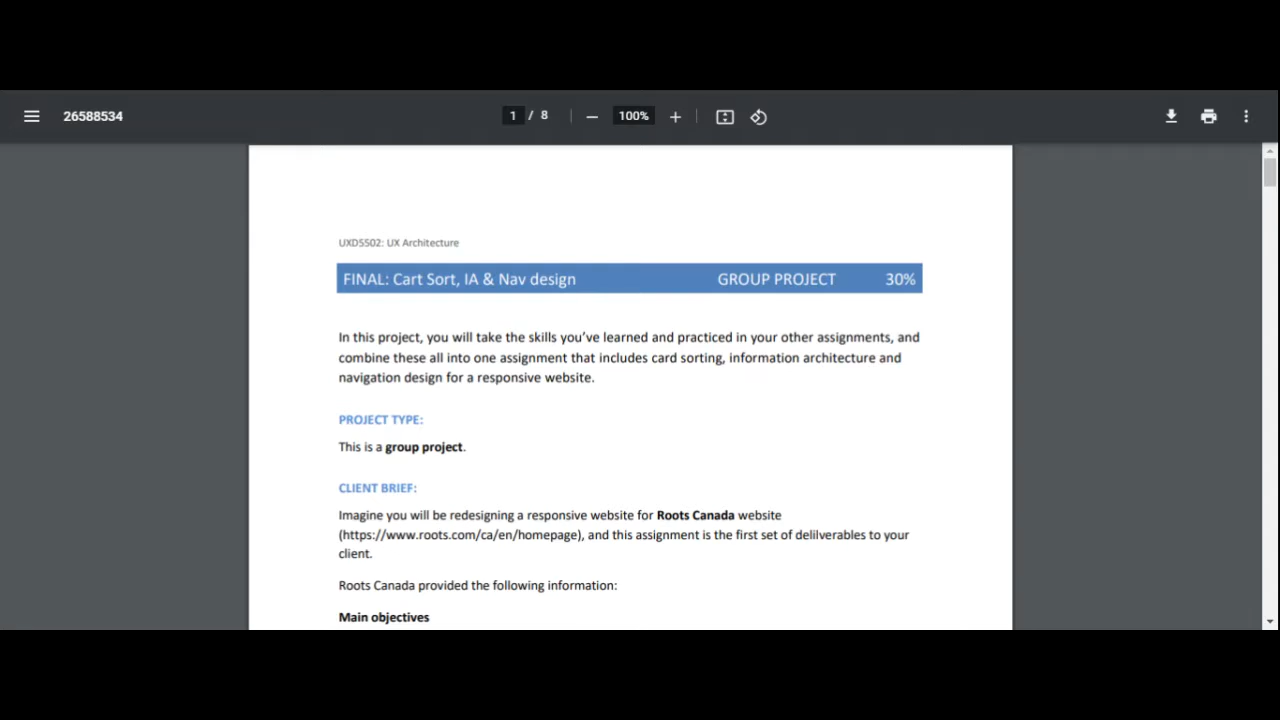 26588534
1 / 8
100%
UXD5502: UX Architecture
FINAL: Cart Sort, IA & Nav design GROUP PROJECT 30%
In this project, you will take the skills you've learned and practiced in your other assignments, and
combine these all into one assignment that includes card sorting, information architecture and
navigation design for a responsive website.
PROJECT TYPE:
This is a group project.
CLIENT BRIEF:
Imagine you will be redesigning a responsive website for Roots Canada website
(https://www.roots.com/ca/en/homepage), and this assignment is the first set of delilverables to your
client.
Roots Canada provided the following information:
Main objectives